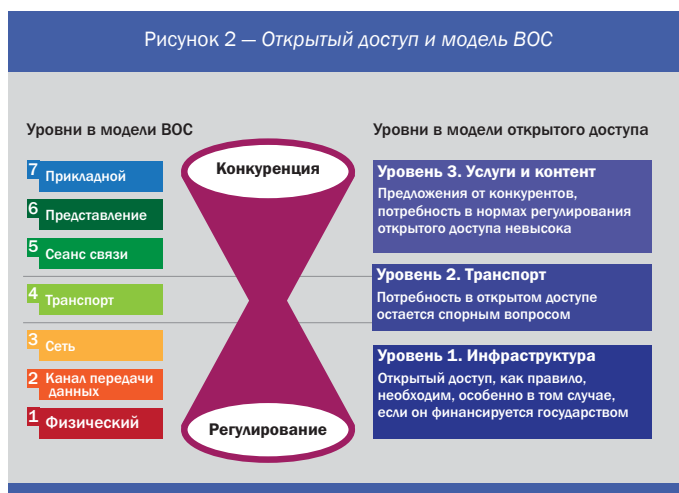 Рисунок 2 — Открытый доступ и модель ВОС
Уровни в модели ВОС
7 Прикладной
6 Представление
5 Сеанс связи
4 Транспорт
3 Сеть
2 Канал передачи
данных
1 Физический
Конкуренция
Регулирование
Уровни в модели открытого доступа
Уровень 3. Услуги и контент
Предложения от конкурентов,
потребность в нормах регулирования
открытого доступа невысока
Уровень 2. Транспорт
Потребность в открытом доступе
остается спорным вопросом
Уровень 1. Инфраструктура
Открытый доступ, как правило,
необходим, особенно в том случае,
если он финансируется государством